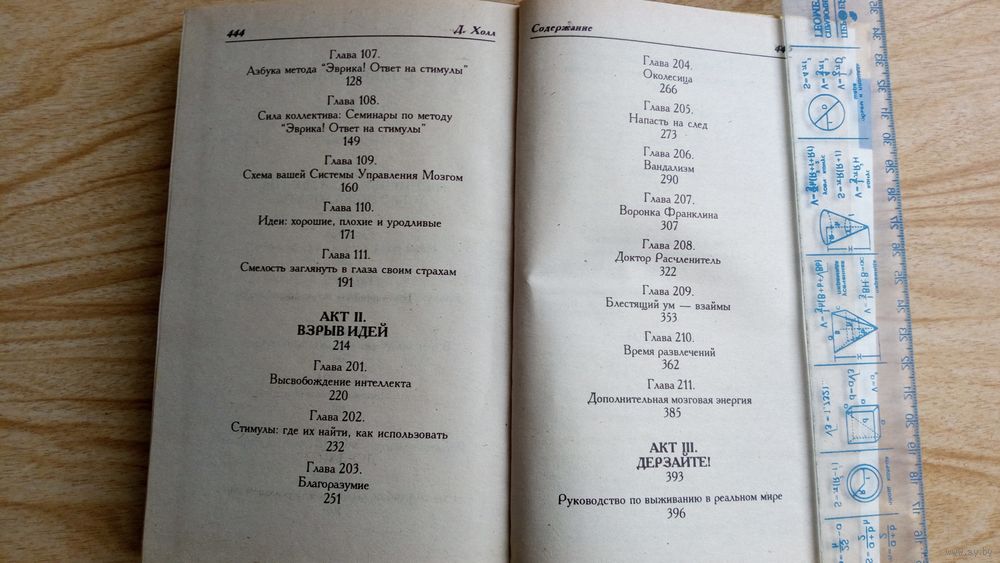 444
Д. Холл
Глава 107.
Азбука метода "Эврика! Ответ на стимулы"
128
Глава 108.
Сила коллектива: Семинары по методу
"Эврика! Ответ на стимулы"
149
Глава 109.
Схема вашей Системы Управления Мозгом
160
Глава 110.
Идеи: хорошие, плохие и уродливые
171
Глава 111.
Смелость заглянуть в глаза своим страхам
191
АКТ II.
ВЗРЫВ ИДЕЙ
214
Глава 201.
Высвобождение интеллекта
220
Глава 202.
Стимулы: где их найти, как использовать
232
Глава 203.
Благоразумие
251
Содержание
Глава 204.
Околесица
266
Глава 205.
Напасть на след
273
Глава 206.
Вандализм
290
Глава 207.
Воронка Франклина
307
Глава 208.
Доктор Расчленитель
322
Глава 209.
Блестящий ум — взаймы
353
Глава 210.
Время развлечений
362
Глава 211.
Дополнительная мозговая энергия
385
АКТ III.
ДЕРЗАЙТЕ!
393
Руководство по выживанию в реальном мире
396
www.ay.by